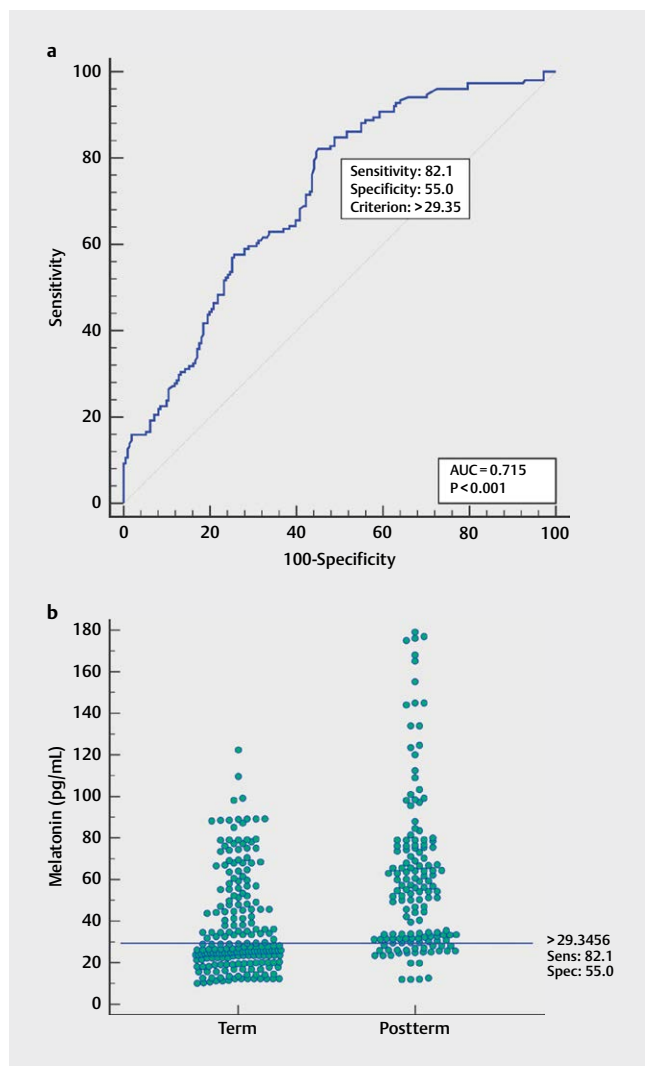 a
100
80
60
40
20
0
Sensitivity
Sensitivity: 82.1
Specificity: 55.0
Criterion: >29.35
AUC = 0.715
P < 0.001
0 20 40 60 80 100
100-Specificity
b
180
160
140
120
100
80
60
40
20
0
Melatonin (pg/mL)
>29.3456
Sens: 82.1
Spec: 55.0
Term Postterm